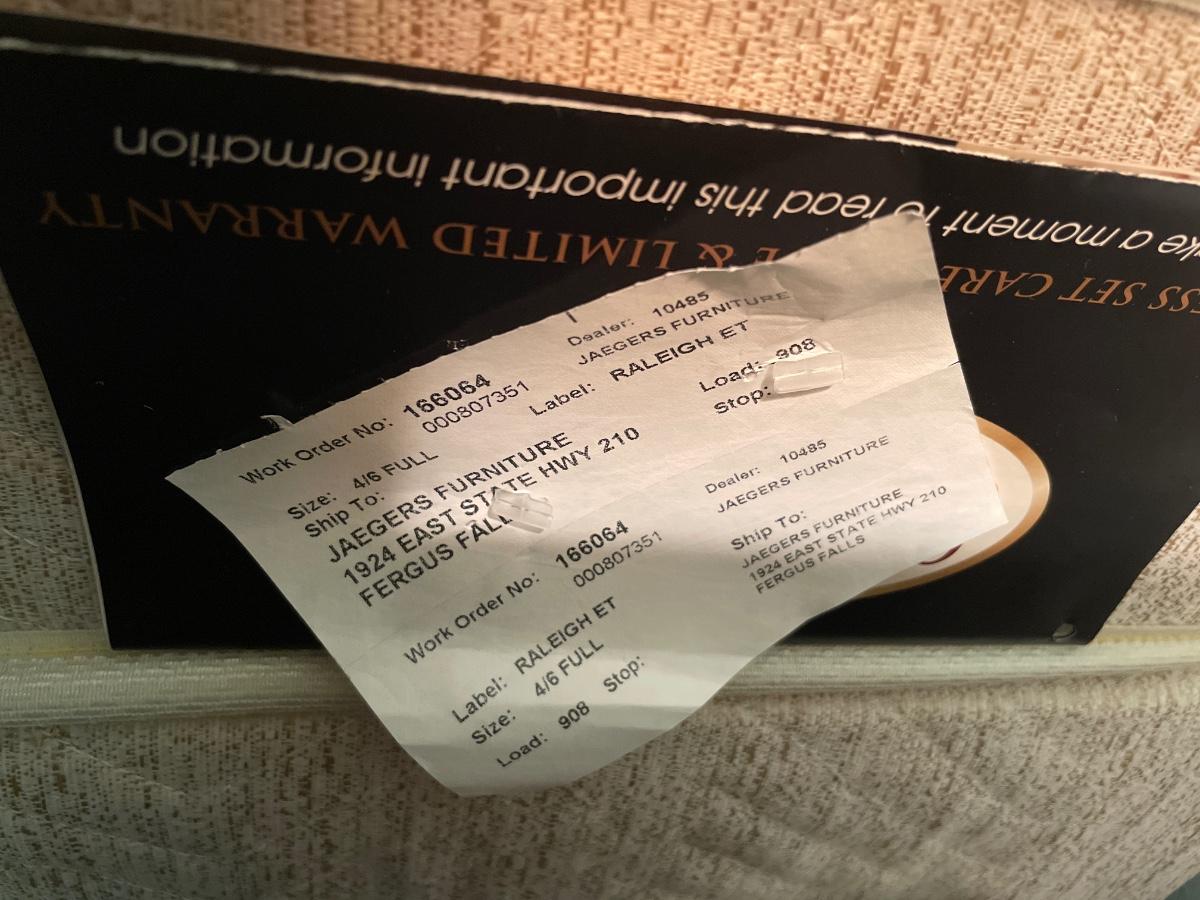 ke a moment to read this important information
SS SET CARE & LIMITED WARRANTY
Dealer: 10485
JAEGERS FURNITURE
Work Order No: 166064
000807351
Label: RALEIGH ET
Size: 4/6 FULL
Load: 908
Stop:
Ship To:
JAEGERS FURNITURE
1924 EAST STATE HWY 210
FERGUS FALL
Dealer: 10485
JAEGERS FURNITURE
Work Order No: 166064
000807351
Ship To:
JAEGERS FURNITURE
1924 EAST STATE HWY 210
FERGUS FALLS
Label: RALEIGH ET
Size: 4/6 FULL
Load: 908 Stop: